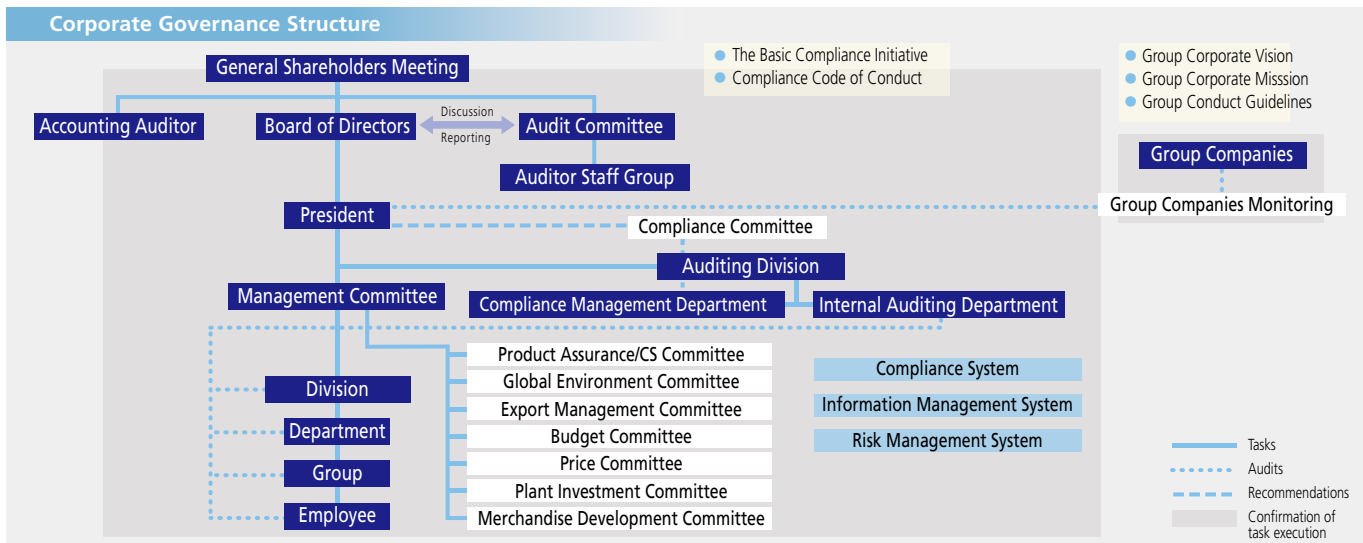 Corporate Governance Structure
General Shareholders Meeting
The Basic Compliance Initiative
Compliance Code of Conduct
Group Corporate Vision
Group Corporate Misssion
Group Conduct Guidelines
Accounting Auditor
Board of Directors
Discussion
Reporting
Audit Committee
Group Companies
Auditor Staff Group
President
Group Companies Monitoring
Compliance Committee
Auditing Division
Management Committee
Compliance Management Department
Internal Auditing Department
Product Assurance/CS Committee
Global Environment Committee
Export Management Committee
Budget Committee
Price Committee
Plant Investment Committee
Merchandise Development Committee
Compliance System
Information Management System
Risk Management System
Division
Department
Group
Employee
Tasks
Audits
Recommendations
Confirmation of
task execution